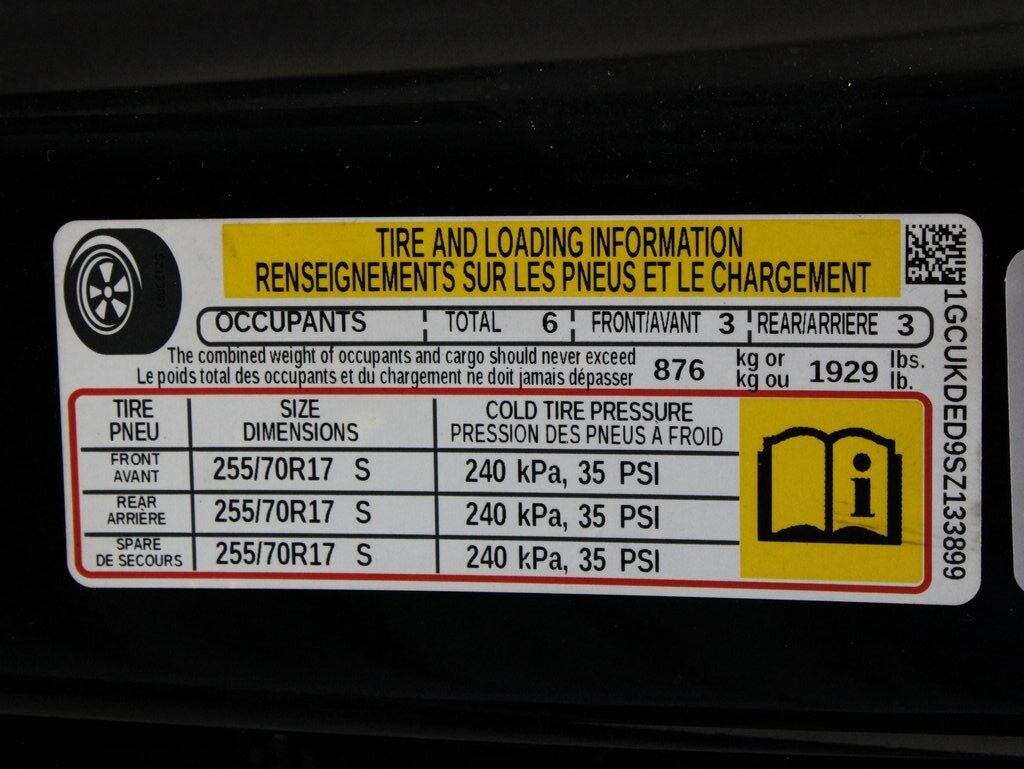 TIRE AND LOADING INFORMATION
RENSEIGNEMENTS SUR LES PNEUS ET LE CHARGEMENT
OCCUPANTS TOTAL 6 FRONT/AVANT 3 REAR/ARRIERE 3
The combined weight of occupants and cargo should never exceed 876 kg or 1929 lbs.
Le poids total des occupants et du chargement ne doit jamais dépasser kg ou lb.
TIRE SIZE COLD TIRE PRESSURE
PNEU DIMENSIONS PRESSION DES PNEUS À FROID
FRONT
AVANT 255/70R17 S 240 kPa, 35 PSI
REAR
ARRIÈRE 255/70R17 S 240 kPa, 35 PSI
SPARE
DE SECOURS 255/70R17 S 240 kPa, 35 PSI
i
1GCUKDED9SZ133899